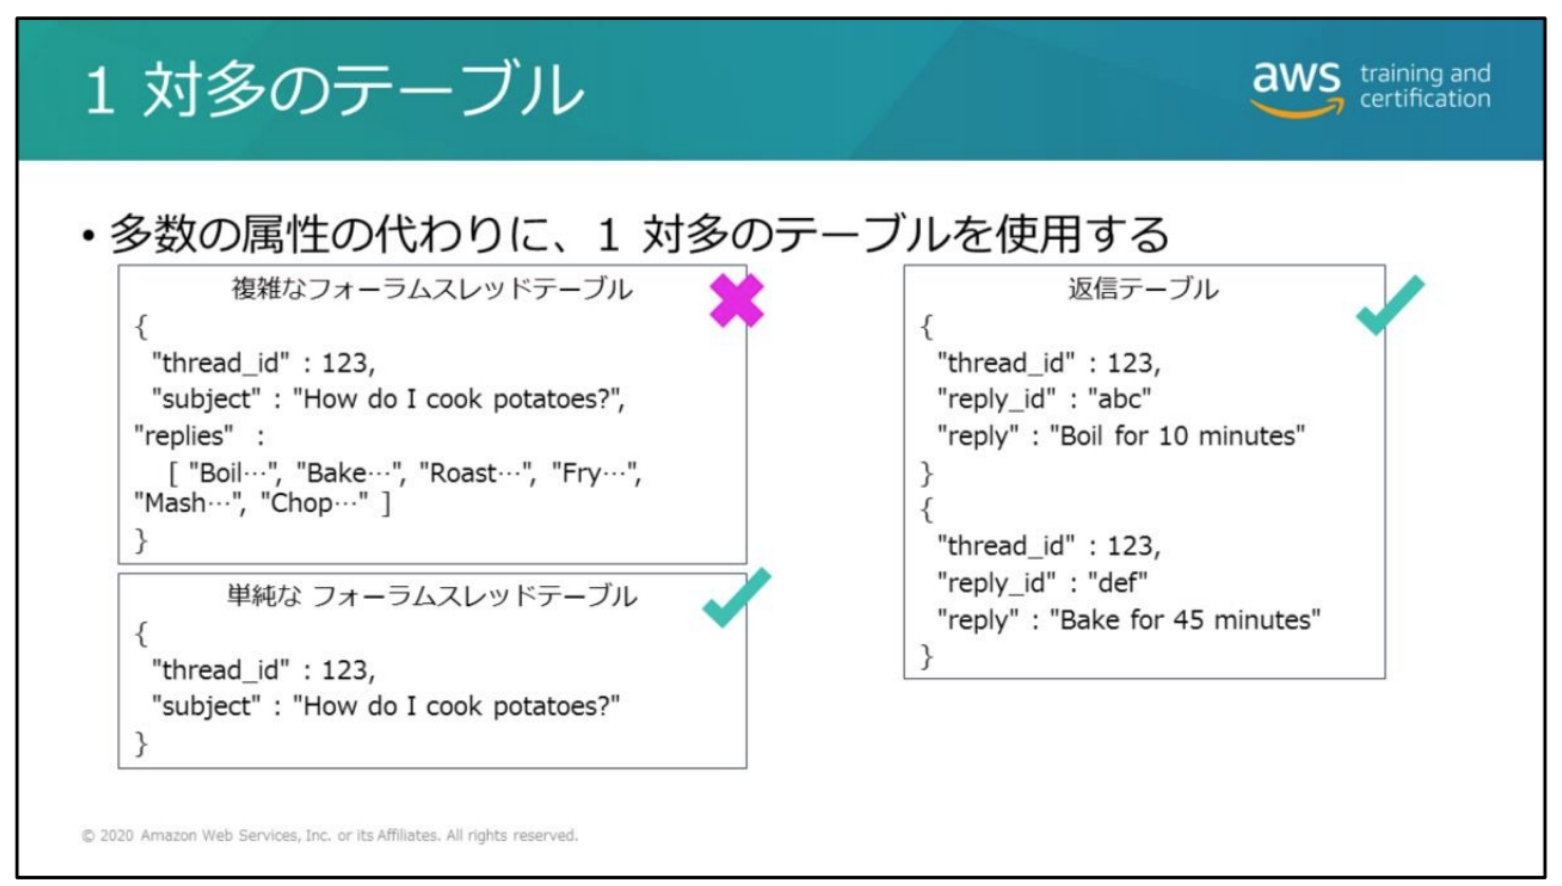 1 対多のテーブル
aws training and certification
• 多数の属性の代わりに、1 対多のテーブルを使用する
複雑なフォーラムスレッドテーブル
{
"thread_id" : 123,
"subject" : "How do I cook potatoes?",
"replies" :
[ "Boil…", "Bake…", "Roast…", "Fry…",
"Mash…", "Chop…" ]
}
単純な フォーラムスレッドテーブル
{
"thread_id" : 123,
"subject" : "How do I cook potatoes?"
}
返信テーブル
{
"thread_id" : 123,
"reply_id" : "abc"
"reply" : "Boil for 10 minutes"
}
{
"thread_id" : 123,
"reply_id" : "def"
"reply" : "Bake for 45 minutes"
}
© 2020 Amazon Web Services, Inc. or its Affiliates. All rights reserved.